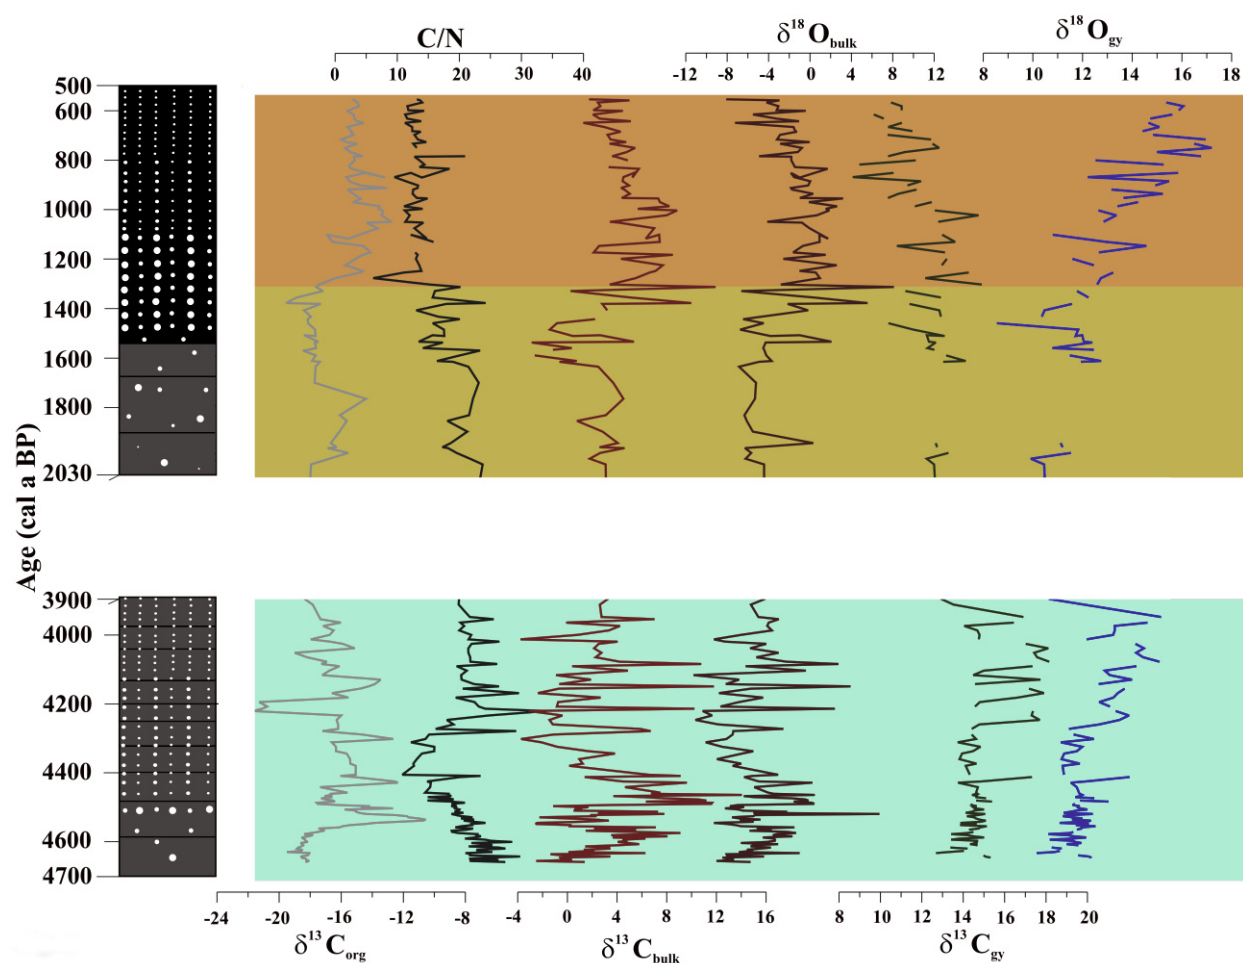 C/N
δ18Obulk
δ18Ogy
0 10 20 30 40
-12 -8 -4 0 4 8 12
8 10 12 14 16 18
500
600
800
1000
1200
1400
1600
1800
2030
Age (cal a BP)
3900
4000
4200
4400
4600
4700
-24 -20 -16 -12 -8 -4 0 4 8 12 16
8 10 12 14 16 18 20
δ13Corg
δ13Cbulk
δ13Cgy